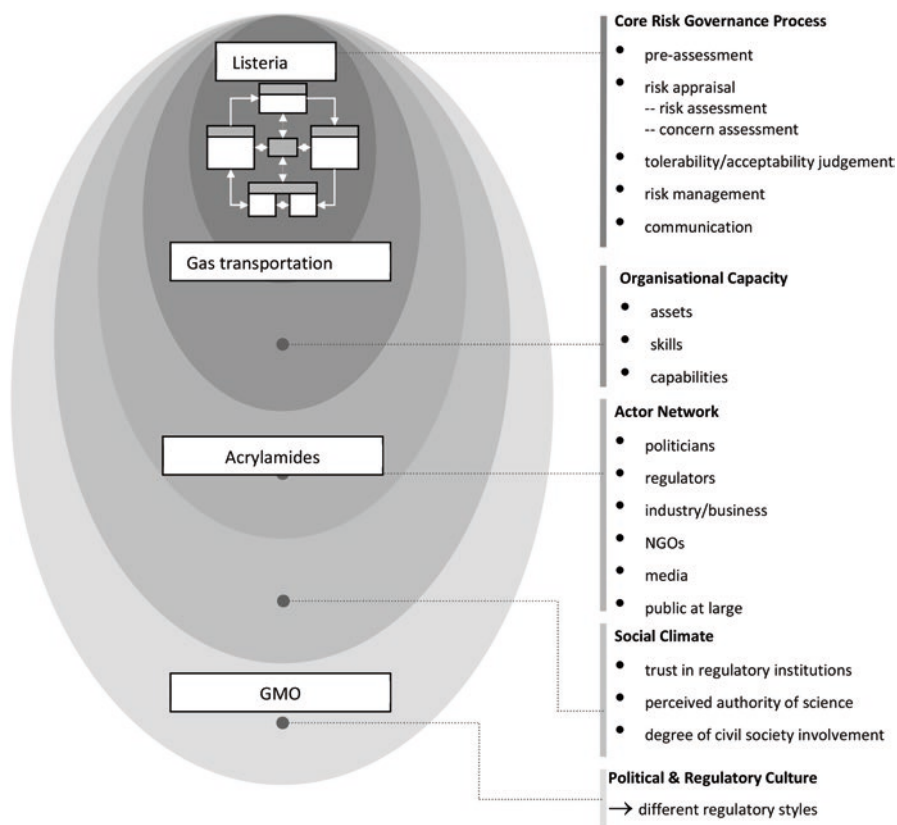 Listeria
Gas transportation
Acrylamides
GMO
Core Risk Governance Process
• pre-assessment
• risk appraisal
-- risk assessment
-- concern assessment
• tolerability/acceptability judgement
• risk management
• communication
Organisational Capacity
• assets
• skills
• capabilities
Actor Network
• politicians
• regulators
• industry/business
• NGOs
• media
• public at large
Social Climate
• trust in regulatory institutions
• perceived authority of science
• degree of civil society involvement
Political & Regulatory Culture
→ different regulatory styles